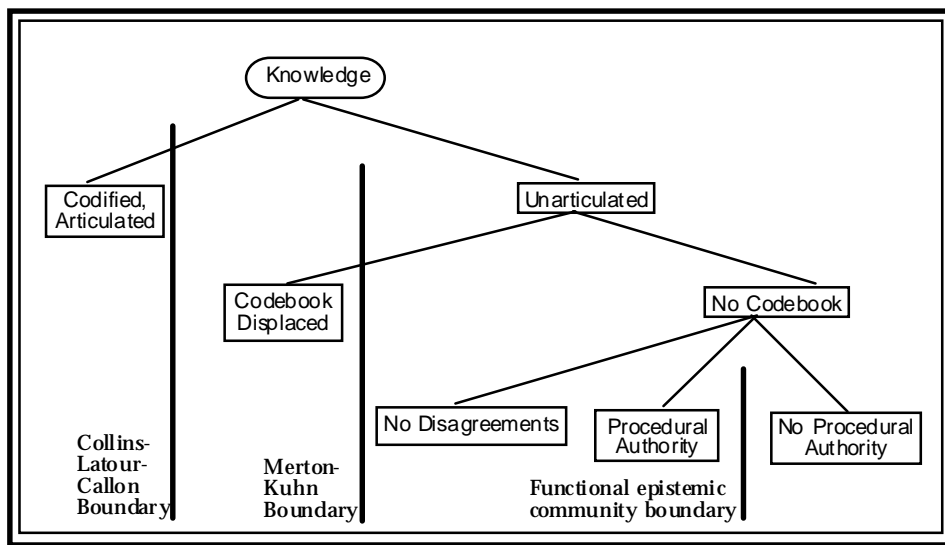 Knowledge
Codified,
Articulated
Unarticulated
Codebook
Displaced
No Codebook
No Disagreements
Procedural
Authority
No Procedural
Authority
Collins-
Latour-
Callon
Boundary
Merton-
Kuhn
Boundary
Functional epistemic
community boundary